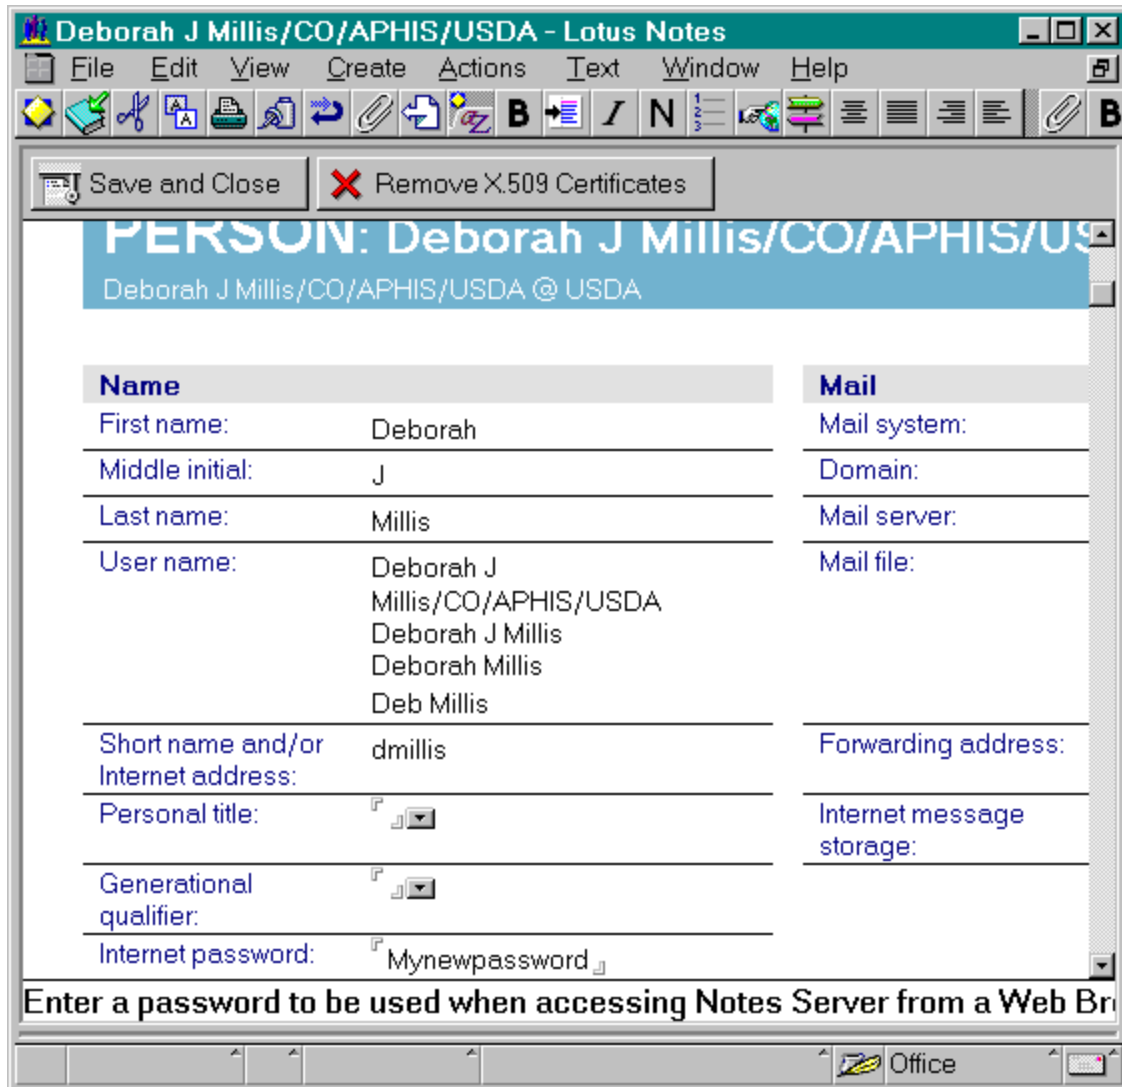 Deborah J Millis/CO/APHIS/USDA - Lotus Notes
File Edit View Create Actions Text Window Help
Save and Close Remove X.509 Certificates
PERSON: Deborah J Millis/CO/APHIS/US
Deborah J Millis/CO/APHIS/USDA @ USDA
Name Mail
First name: Deborah Mail system:
Middle initial: J Domain:
Last name: Millis Mail server:
User name: Deborah J Mail file:
Millis/CO/APHIS/USDA
Deborah J Millis
Deborah Millis
Deb Millis
Short name and/or dmillis Forwarding address:
Internet address:
Personal title: Internet message
storage:
Generational
qualifier:
Internet password: Mynewpassword
Enter a password to be used when accessing Notes Server from a Web Br
Office